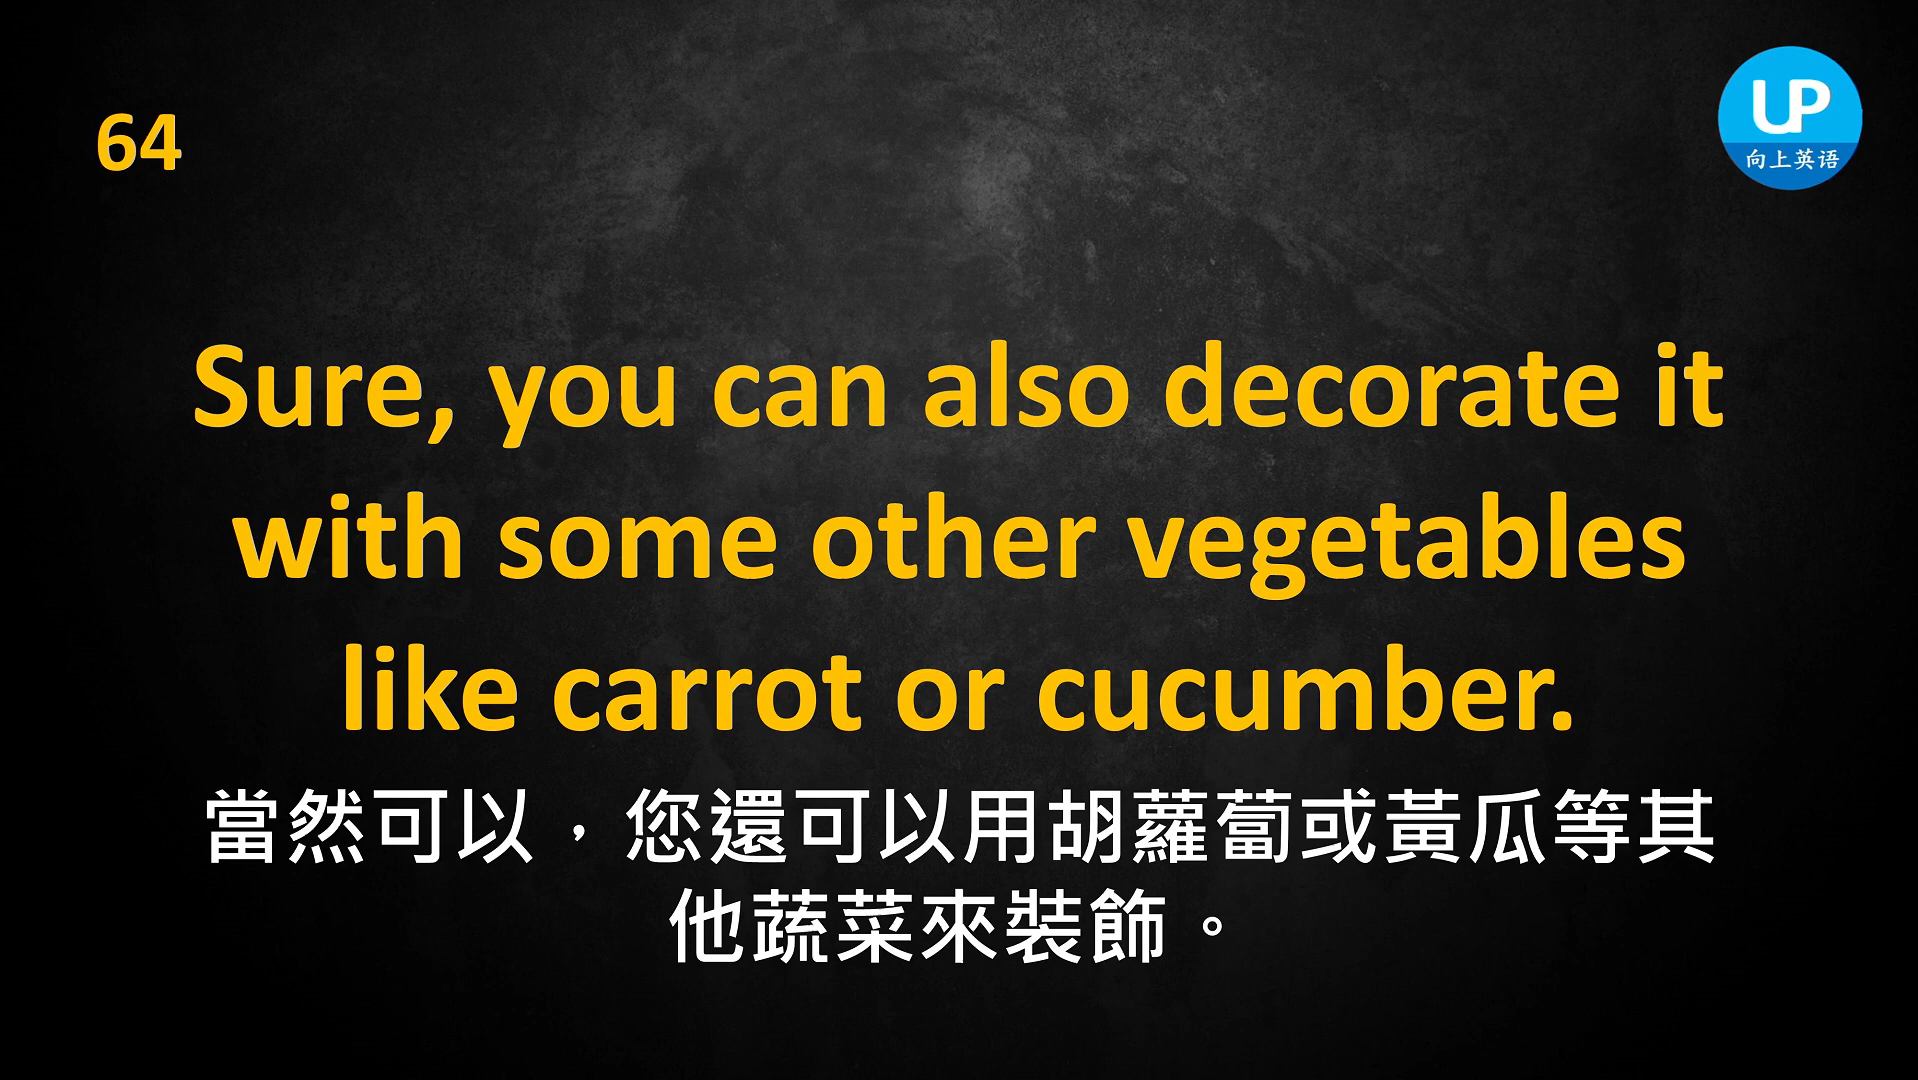 64
UP
向上英语
Sure, you can also decorate it
with some other vegetables
like carrot or cucumber.
當然可以，您還可以用胡蘿蔔或黃瓜等其
他蔬菜來裝飾。